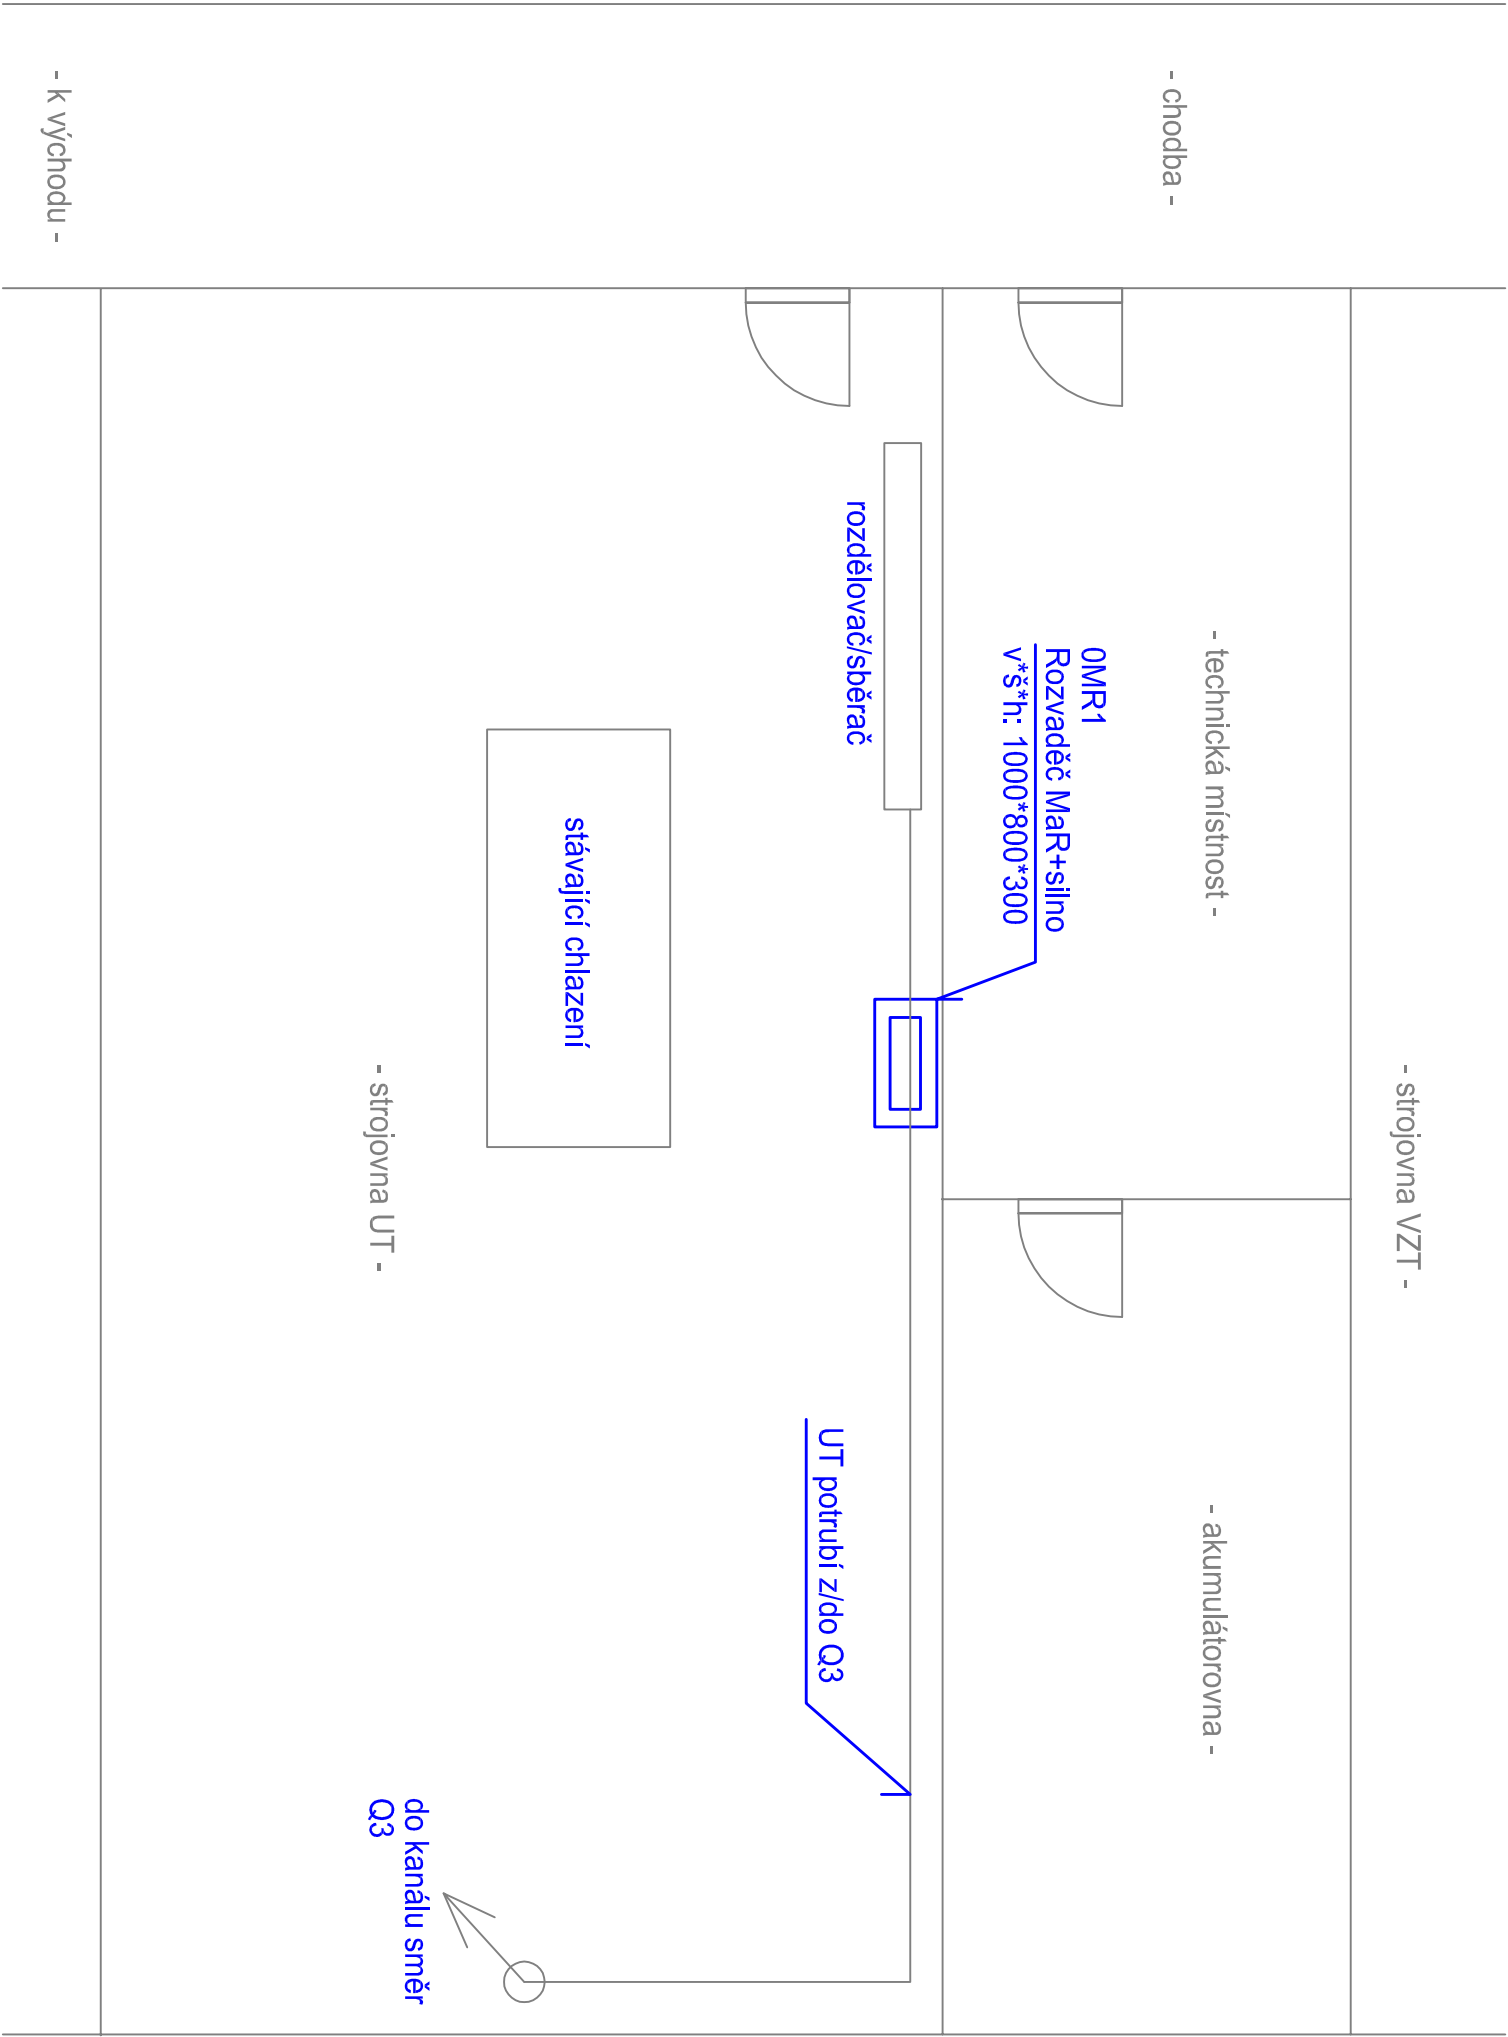 - k východu -
- chodba -
- strojovna VZT -
- technická místnost -
0MR1
Rozvaděč MaR+silno
v*š*h: 1000*800*300
- akumulátorovna -
rozdělovač/sběrač
UT potrubí z/do Q3
stávající chlazení
do kanálu směr
Q3
- strojovna UT -